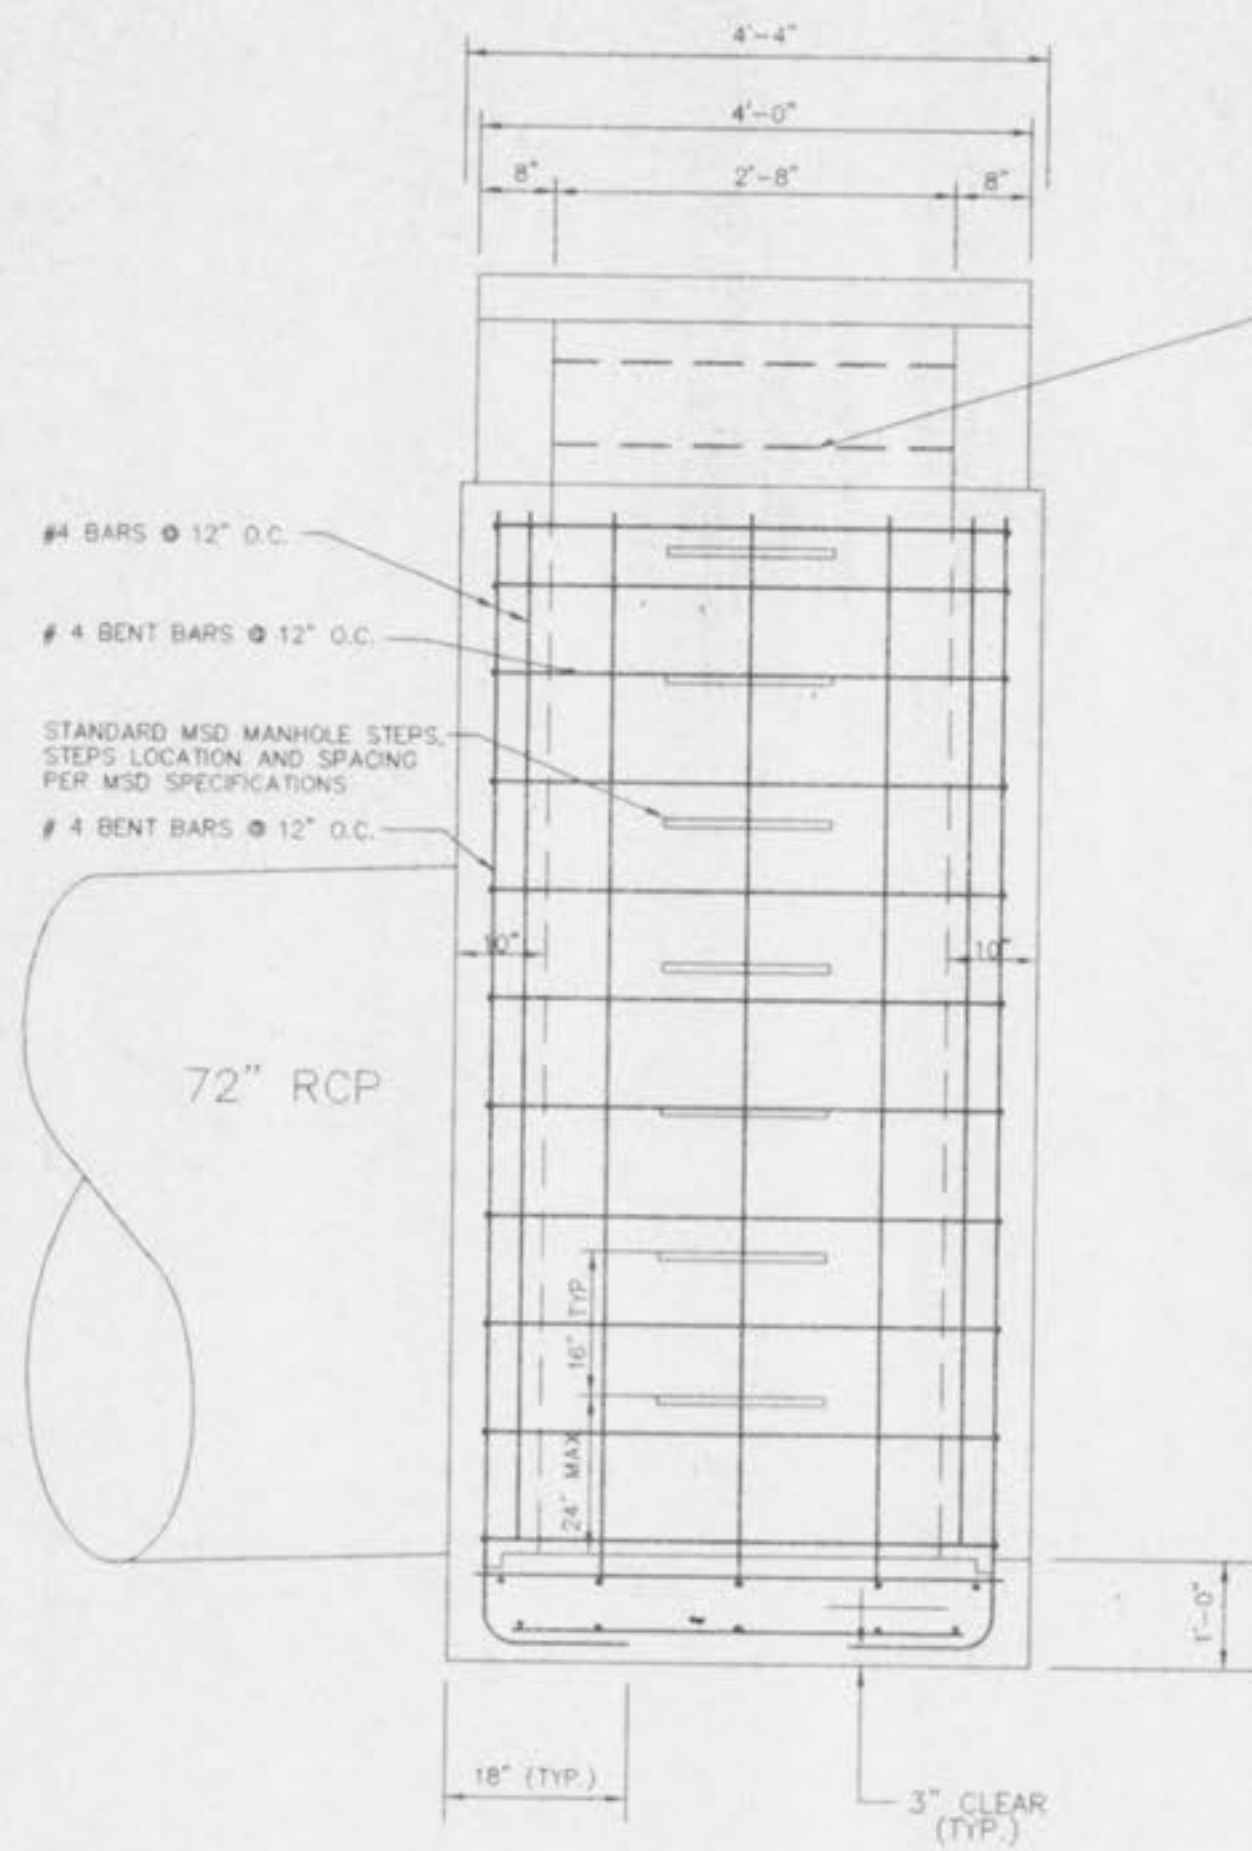 4'-4"
4'-0"
8"
2'-8"
8"
#4 BARS @ 12" O.C.
# 4 BENT BARS @ 12" O.C.
STANDARD MSD MANHOLE STEPS,
STEPS LOCATION AND SPACING
PER MSD SPECIFICATIONS
# 4 BENT BARS @ 12" O.C.
10"
10"
72" RCP
16" TYP
24" MAX
1'-0"
18" (TYP.)
3" CLEAR
(TYP.)